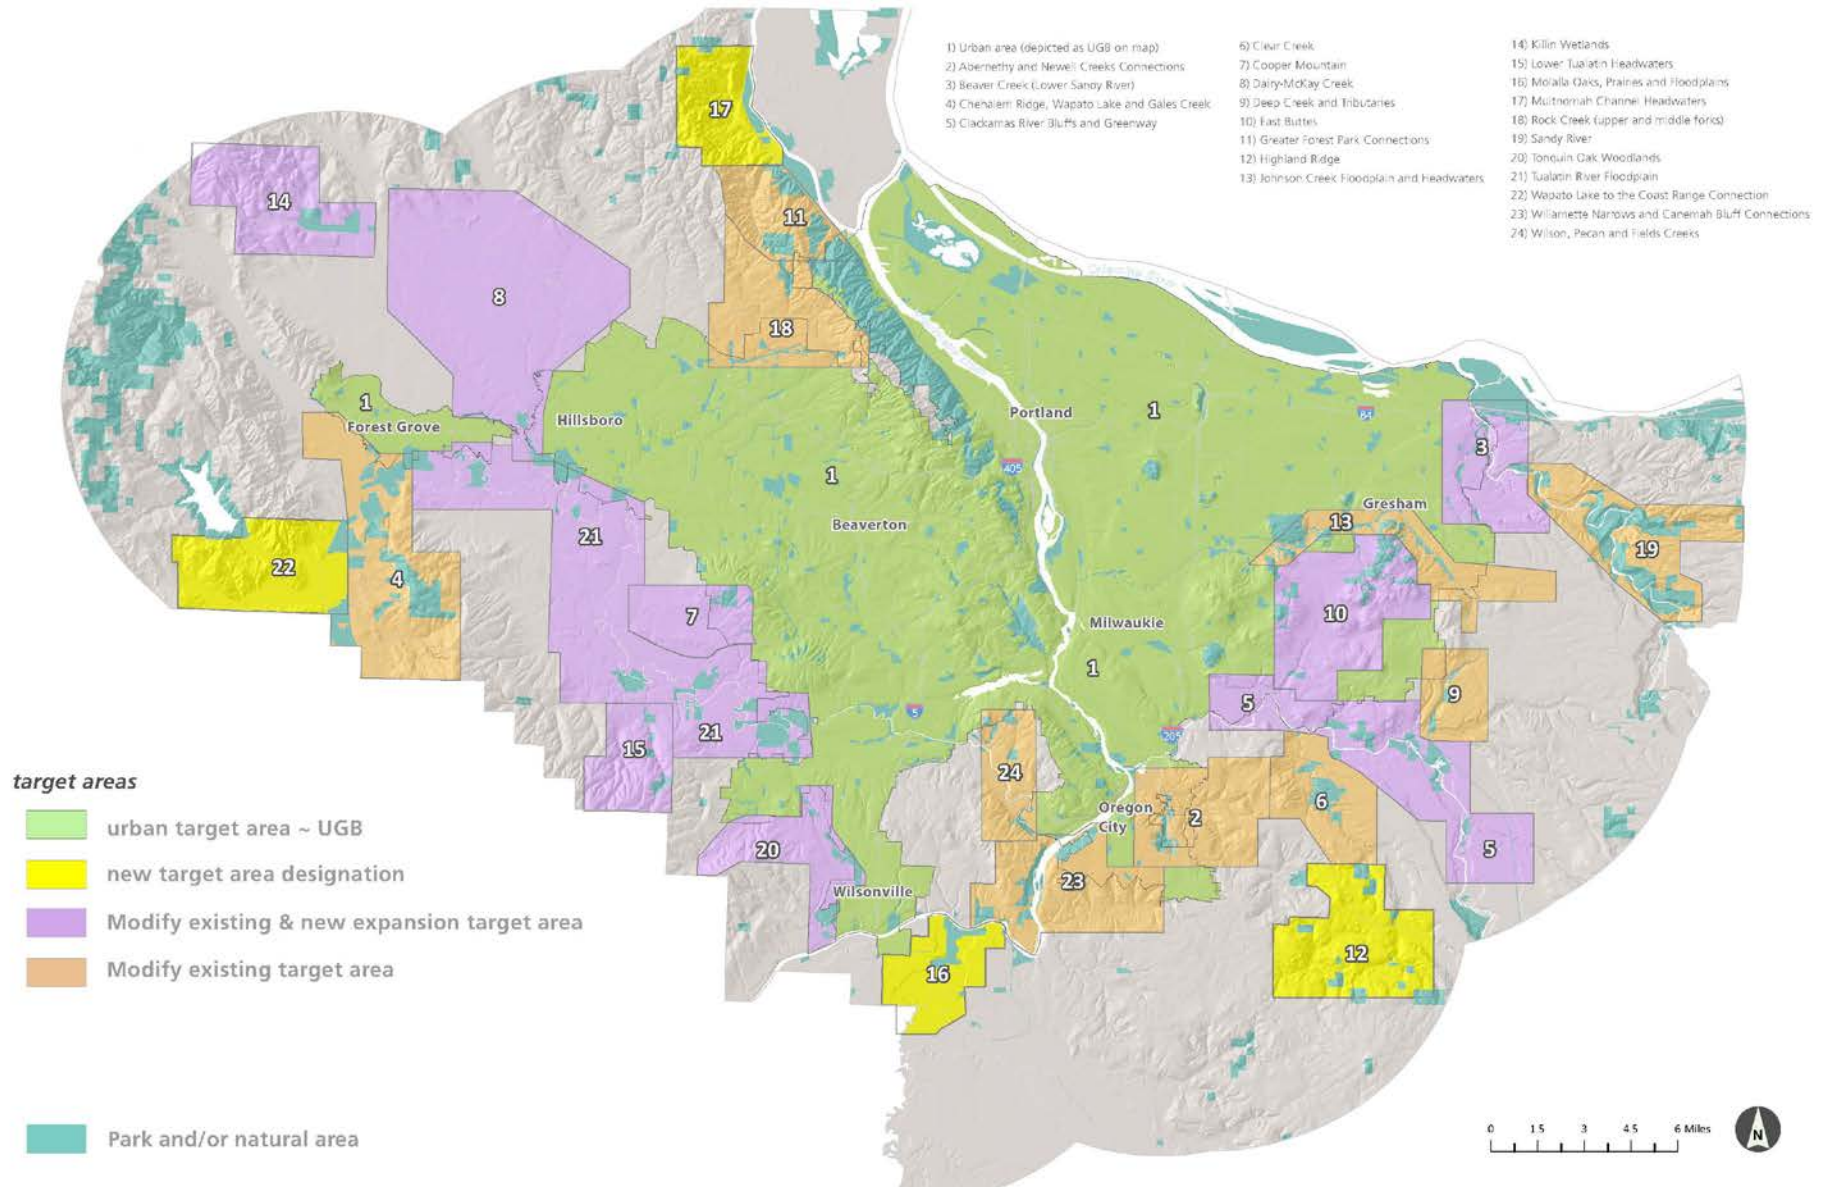 1) Urban area (depicted as UGB on map)
2) Abernethy and Newell Creeks Connections
3) Beaver Creek (Lower Sandy River)
4) Chehalem Ridge, Wapato Lake and Gales Creek
5) Clackamas River Bluffs and Greenway
6) Clear Creek
7) Cooper Mountain
8) Dairy-McKay Creek
9) Deep Creek and Tributaries
10) East Buttes
11) Greater Forest Park Connections
12) Highland Ridge
13) Johnson Creek Floodplain and Headwaters
14) Killin Wetlands
15) Lower Tualatin Headwaters
16) Molalla Oaks, Prairies and Floodplains
17) Multnomah Channel Headwaters
18) Rock Creek (upper and middle forks)
19) Sandy River
20) Tonquin Oak Woodlands
21) Tualatin River Floodplain
22) Wapato Lake to the Coast Range Connection
23) Willamette Narrows and Canemah Bluff Connections
24) Wilson, Pecan and Fields Creeks
17
14
11
8
Columbia River
18
1
Forest Grove
Hillsboro
Portland
1
64
3
1
405
Beaverton
Gresham
13
21
19
22
4
7
10
Milwaukie
1
9
5
5
21
205
15
24
6
Oregon
City
2
20
5
23
Wilsonville
12
16
target areas
urban target area ~ UGB
new target area designation
Modify existing & new expansion target area
Modify existing target area
Park and/or natural area
0 1.5 3 4.5 6 Miles
N